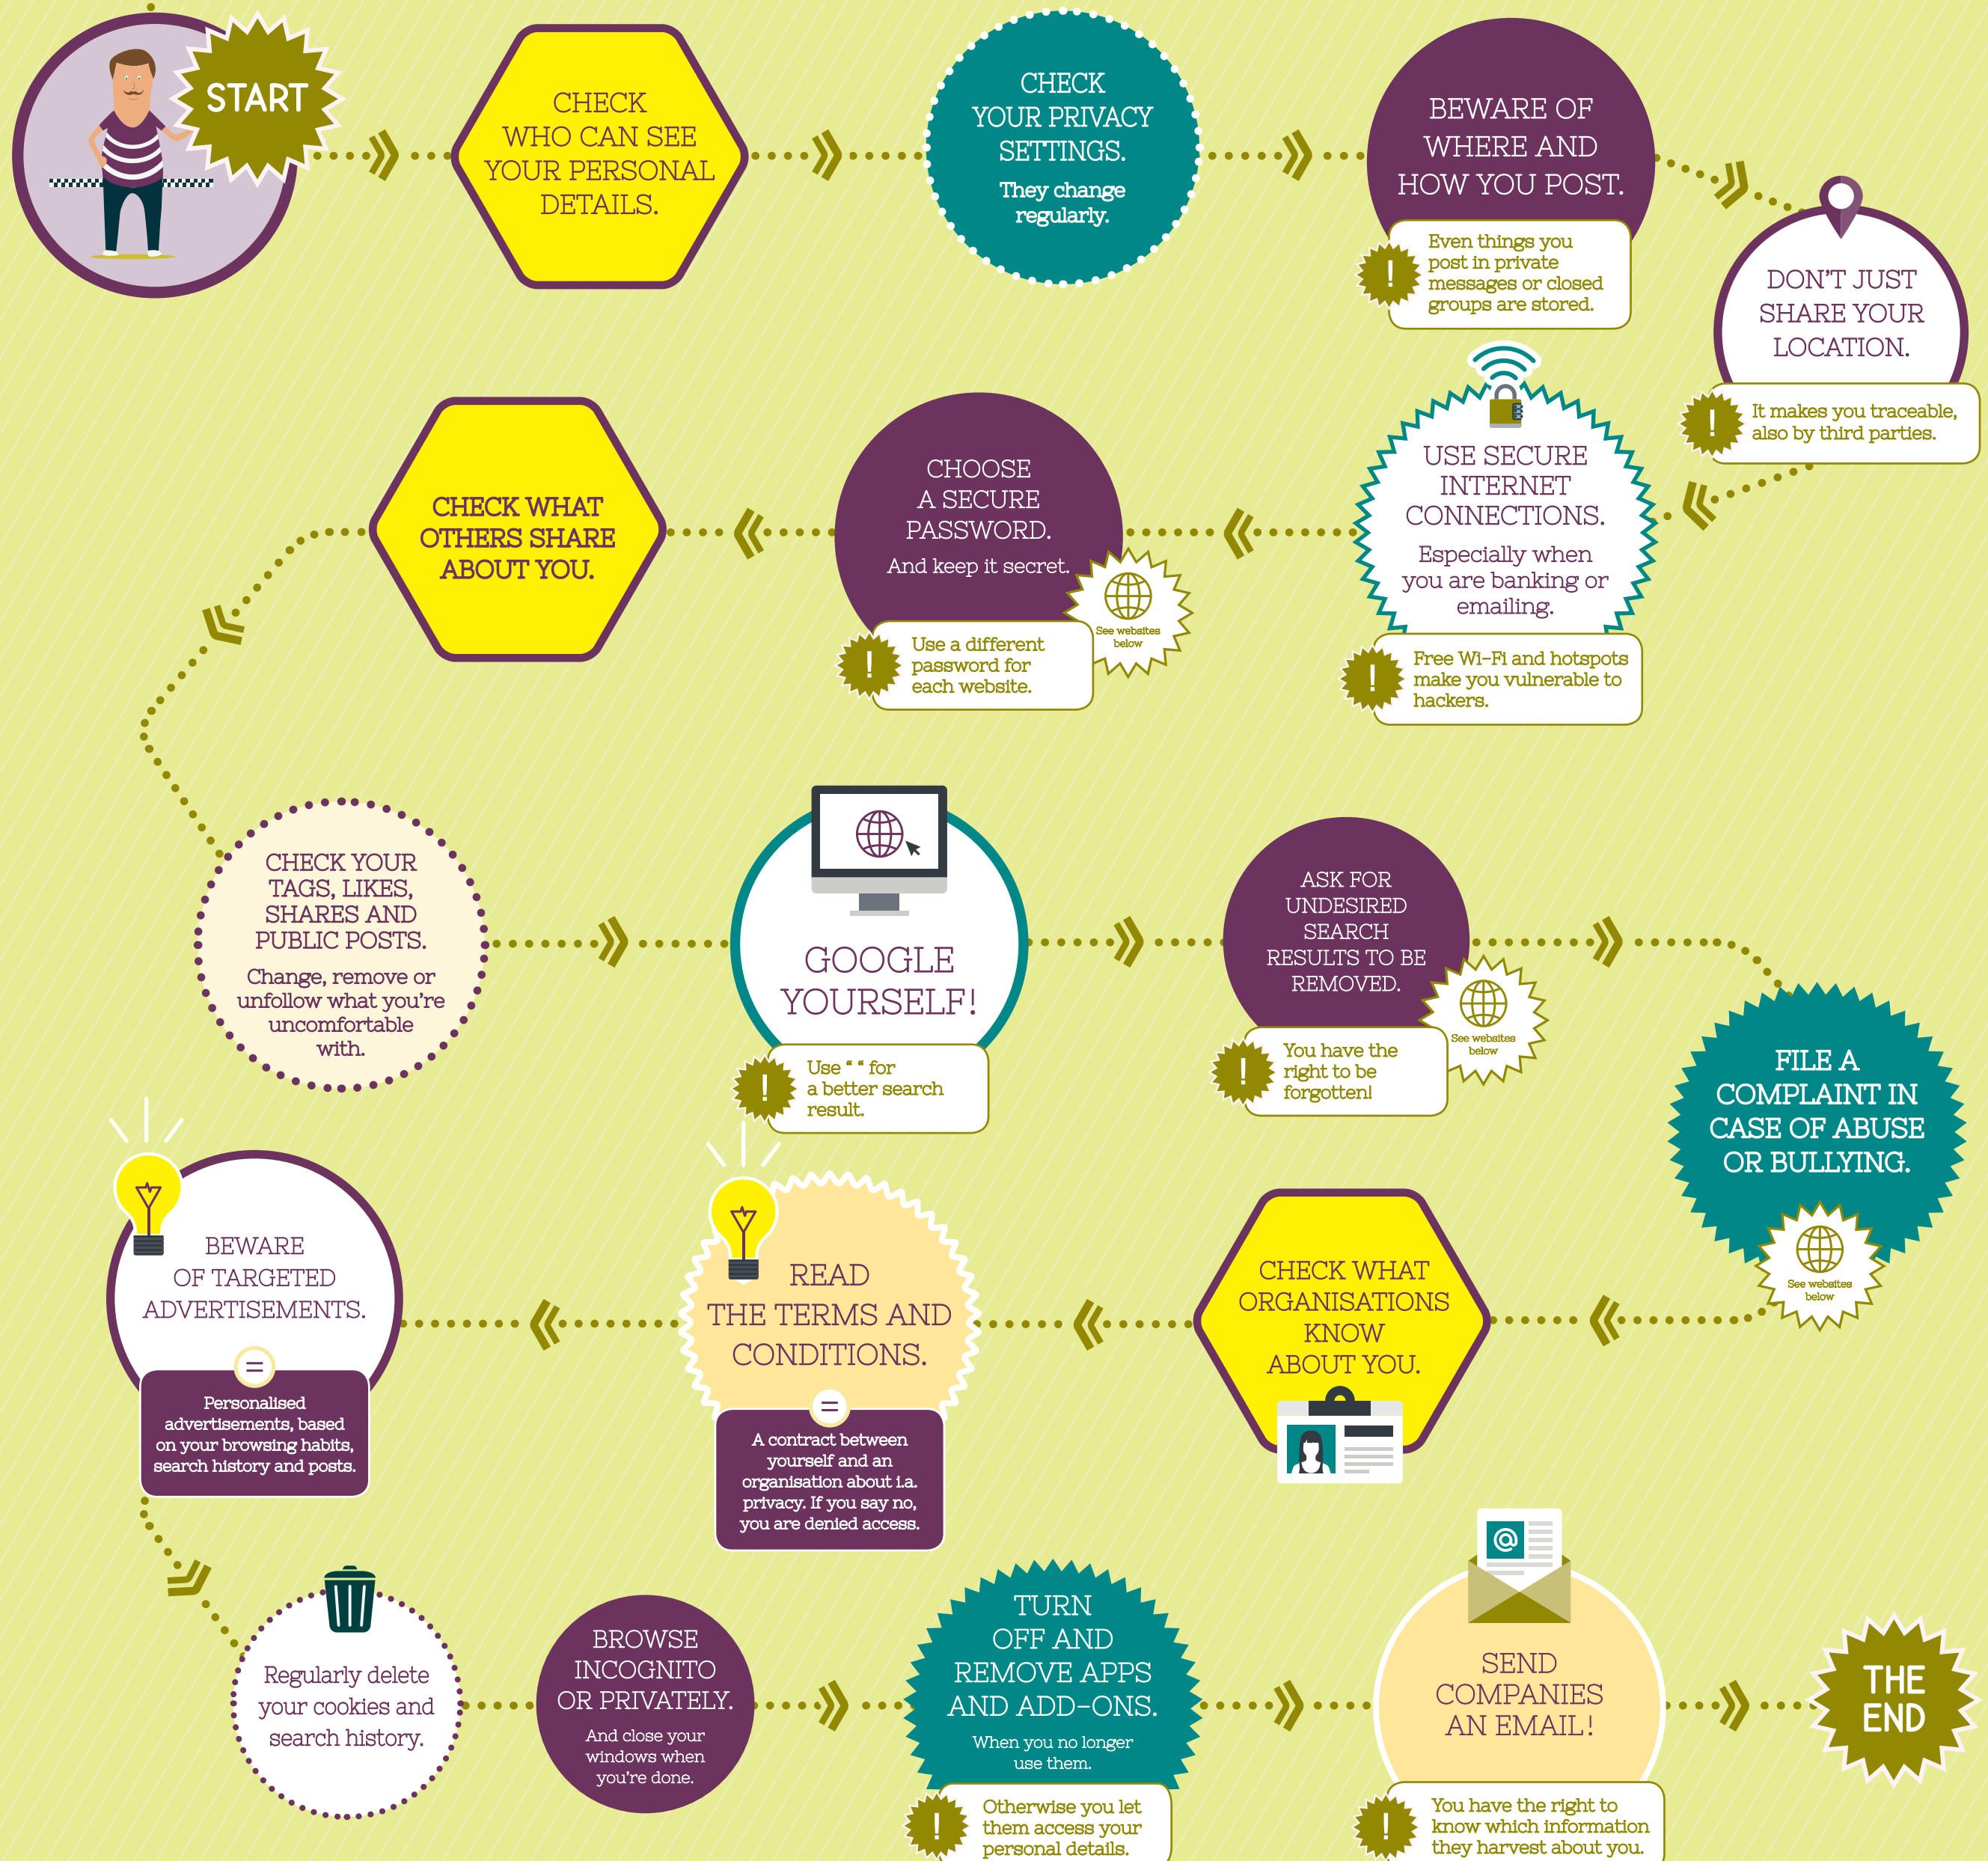 START
CHECK
WHO CAN SEE
YOUR PERSONAL
DETAILS.
CHECK
YOUR PRIVACY
SETTINGS.
They change
regularly.
BEWARE OF
WHERE AND
HOW YOU POST.
!
Even things you
post in private
messages or closed
groups are stored.
DON'T JUST
SHARE YOUR
LOCATION.
!
It makes you traceable,
also by third parties.
USE SECURE
INTERNET
CONNECTIONS.
Especially when
you are banking or
emailing.
!
Free Wi-Fi and hotspots
make you vulnerable to
hackers.
CHOOSE
A SECURE
PASSWORD.
And keep it secret.
See websites
below
!
Use a different
password for
each website.
CHECK WHAT
OTHERS SHARE
ABOUT YOU.
CHECK YOUR
TAGS, LIKES,
SHARES AND
PUBLIC POSTS.
Change, remove or
unfollow what you're
uncomfortable
with.
GOOGLE
YOURSELF!
!
Use “ “ for
a better search
result.
ASK FOR
UNDESIRED
SEARCH
RESULTS TO BE
REMOVED.
See websites
below
!
You have the
right to be
forgotten!
FILE A
COMPLAINT IN
CASE OF ABUSE
OR BULLYING.
See websites
below
CHECK WHAT
ORGANISATIONS
KNOW
ABOUT YOU.
READ
THE TERMS AND
CONDITIONS.
=
A contract between
yourself and an
organisation about i.a.
privacy. If you say no,
you are denied access.
BEWARE
OF TARGETED
ADVERTISEMENTS.
=
Personalised
advertisements, based
on your browsing habits,
search history and posts.
Regularly delete
your cookies and
search history.
BROWSE
INCOGNITO
OR PRIVATELY.
And close your
windows when
you're done.
TURN
OFF AND
REMOVE APPS
AND ADD-ONS.
When you no longer
use them.
!
Otherwise you let
them access your
personal details.
@
SEND
COMPANIES
AN EMAIL!
!
You have the right to
know which information
they harvest about you.
THE
END